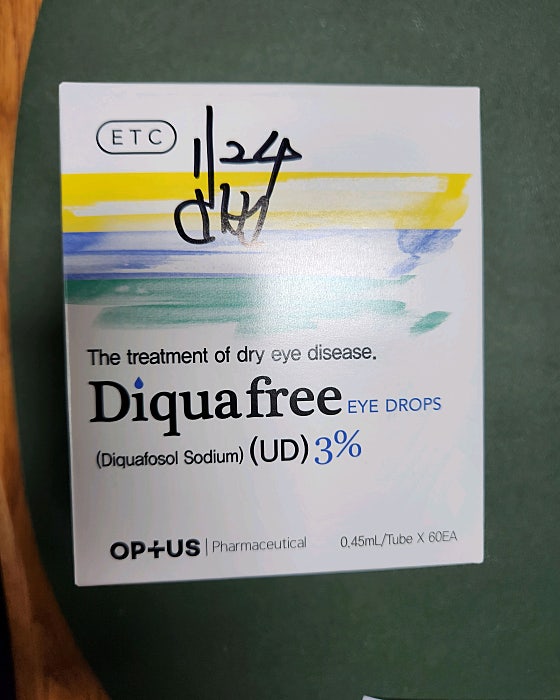 ETC
1/24
The treatment of dry eye disease.
Diquafree EYE DROPS
(Diquafosol Sodium) (UD) 3%
OPTUS | Pharmaceutical 0.45mL/Tube X 60EA